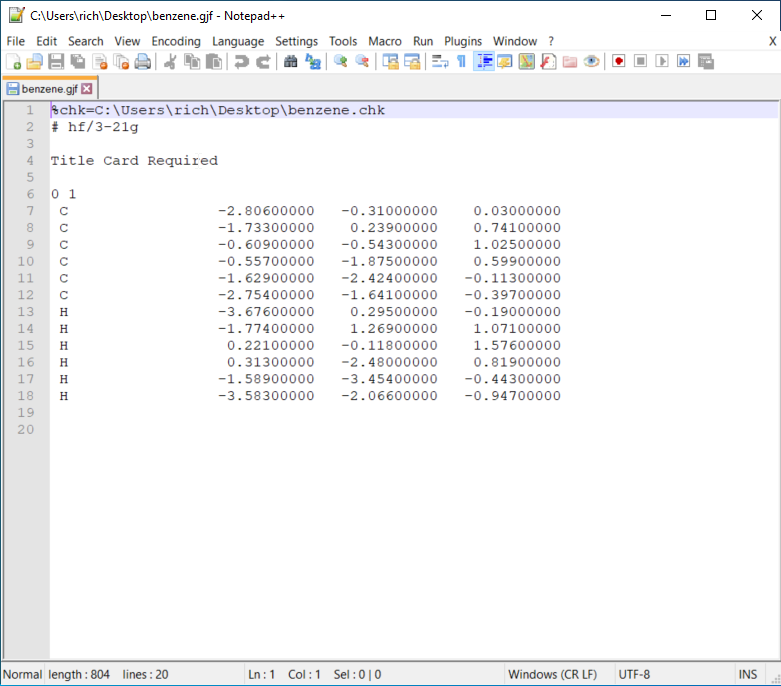 C:\Users\rich\Desktop\benzene.gjf - Notepad++
File Edit Search View Encoding Language Settings Tools Macro Run Plugins Window ? X
benzene.gjf
1 %chk=C:\Users\rich\Desktop\benzene.chk
2 # hf/3-21g
3
4 Title Card Required
5
6 0 1
7 C -2.80600000 -0.31000000 0.03000000
8 C -1.73300000 0.23900000 0.74100000
9 C -0.60900000 -0.54300000 1.02500000
10 C -0.55700000 -1.87500000 0.59900000
11 C -1.62900000 -2.42400000 -0.11300000
12 C -2.75400000 -1.64100000 -0.39700000
13 H -3.67600000 0.29500000 -0.19000000
14 H -1.77400000 1.26900000 1.07100000
15 H 0.22100000 -0.11800000 1.57600000
16 H 0.31300000 -2.48000000 0.81900000
17 H -1.58900000 -3.45400000 -0.44300000
18 H -3.58300000 -2.06600000 -0.94700000
19
20
Normal length : 804 lines : 20 Ln : 1 Col : 1 Sel : 0 | 0 Windows (CR LF) UTF-8 INS